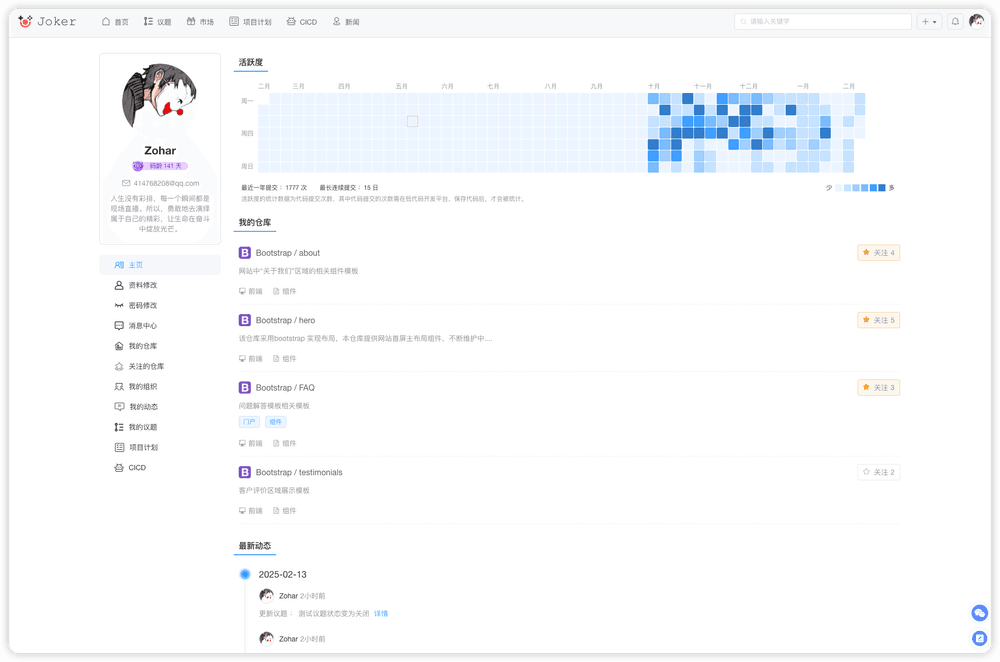 Joker 首页 议题 市场 项目计划 CICD 新闻 请输入关键字
活跃度
二月 三月 四月 五月 六月 七月 八月 九月 十月 十一月 十二月 一月 二月
周一
周四
周日
最近一年提交： 1777 次 最长连续提交： 15 日
少 多
活跃度的统计数据为代码提交次数，其中代码提交的次数需在低代码开发平台，保存代码后，才会被统计。
Zohar
码龄 141 天
414768208@qq.com
人生没有彩排，每一个瞬间都是
现场直播。所以，勇敢地去演绎
属于自己的精彩，让生命在奋斗
中绽放光芒。
主页
资料修改
密码修改
消息中心
我的仓库
关注的仓库
我的组织
我的动态
我的议题
项目计划
CICD
我的仓库
B Bootstrap / about
关注 4
网站中“关于我们”区域的相关组件模板
前端 组件
B Bootstrap / hero
关注 5
该仓库采用bootstrap 实现布局，本仓库提供网站首屏主布局组件。不断维护中....
前端 组件
B Bootstrap / FAQ
关注 3
问题解答模板相关模板
门户 组件
前端 组件
B Bootstrap / testimonials
关注 2
客户评价区域展示模板
前端 组件
最新动态
2025-02-13
Zohar 2小时前
更新议题： 测试议题状态变为关闭 详情
Zohar 2小时前